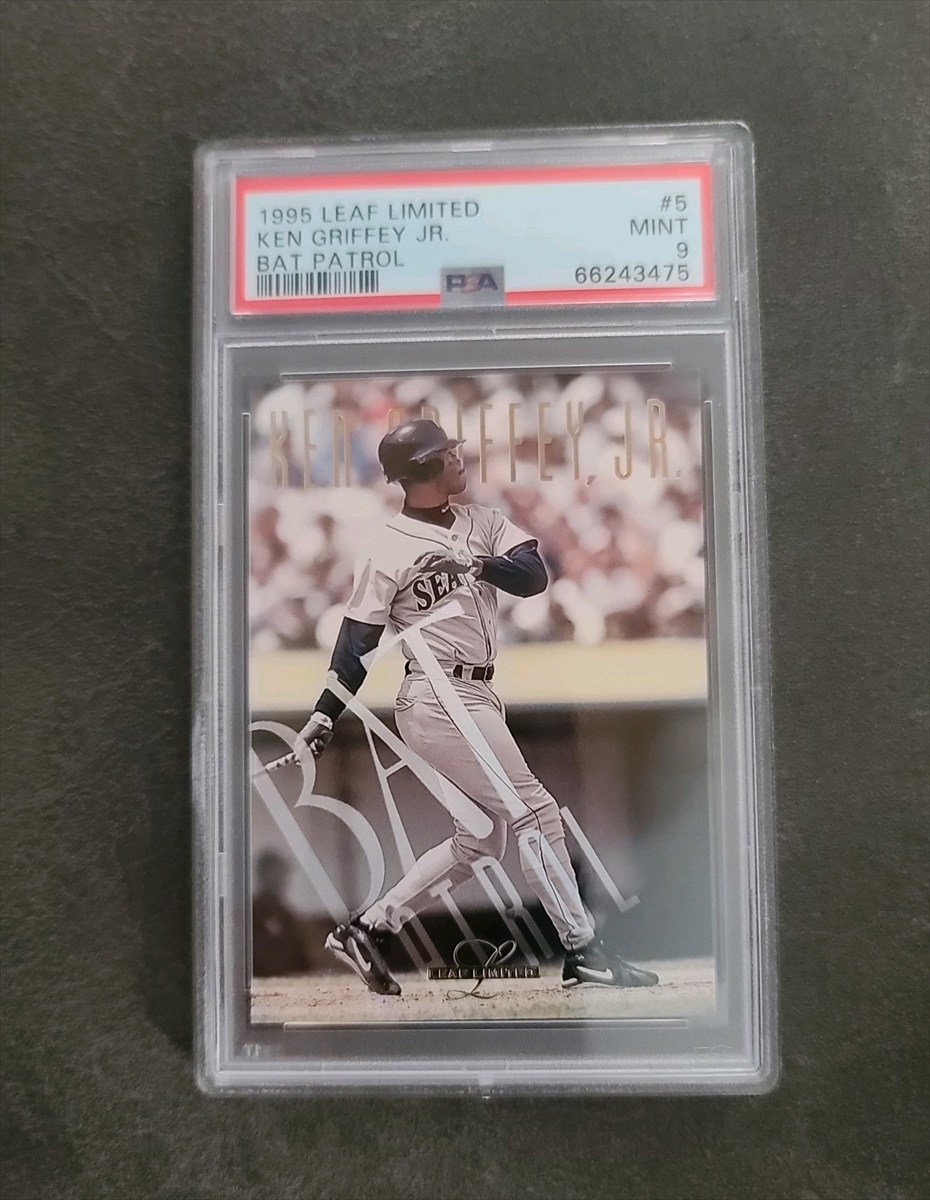 1995 LEAF LIMITED #5
KEN GRIFFEY JR. MINT
BAT PATROL 9
PSA 66243475
KEN GRIFFEY, JR.
SEA
BAT
PATROL
LEAF LIMITED